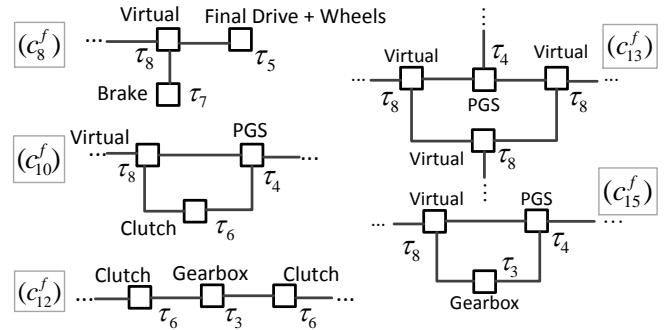 (c_8^f)
Virtual
Final Drive + Wheels
...
τ_8
τ_5
Brake
τ_7
(c_10^f)
Virtual
PGS
...
...
τ_8
τ_4
Clutch
τ_6
(c_12^f)
Clutch
Gearbox
Clutch
...
...
τ_6
τ_3
τ_6
(c_13^f)
...
Virtual
τ_4
Virtual
...
...
τ_8
PGS
τ_8
Virtual
τ_8
...
(c_15^f)
Virtual
PGS
...
...
τ_8
τ_4
τ_3
Gearbox